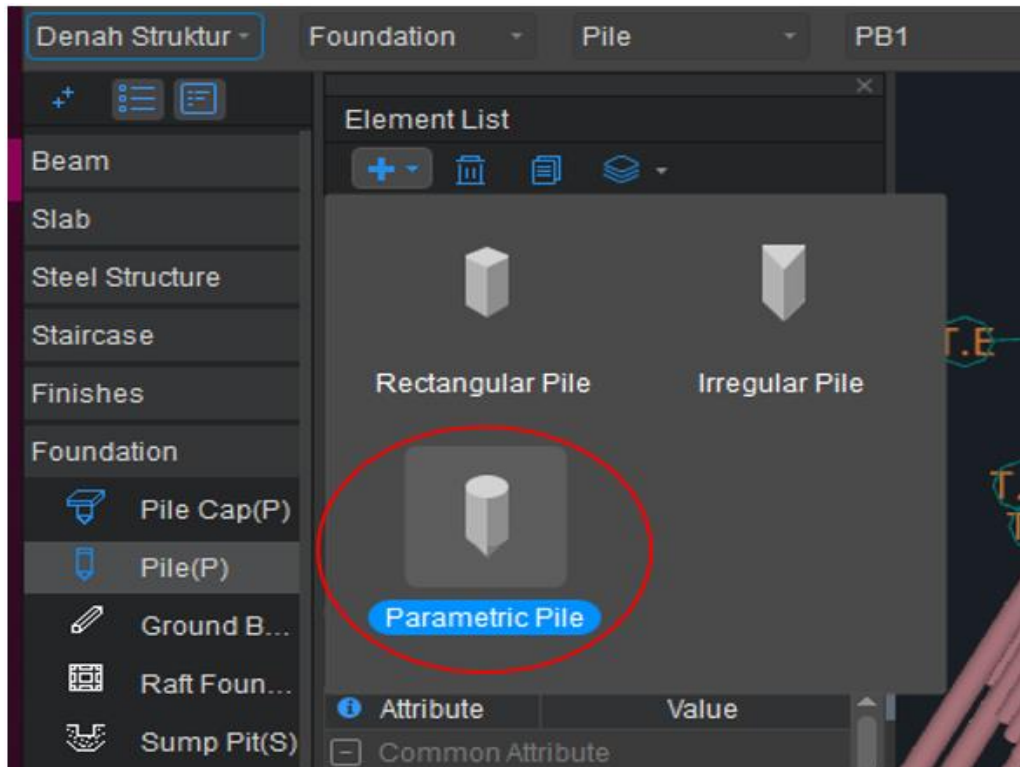 Denah Struktur Foundation Pile PB1
Element List
Beam
Slab
Steel Structure
Staircase
Finishes
Foundation
Pile Cap(P)
Pile(P)
Ground B...
Raft Foun...
Sump Pit(S)
Rectangular Pile Irregular Pile
Parametric Pile
Attribute Value
Common Attribute
T.E